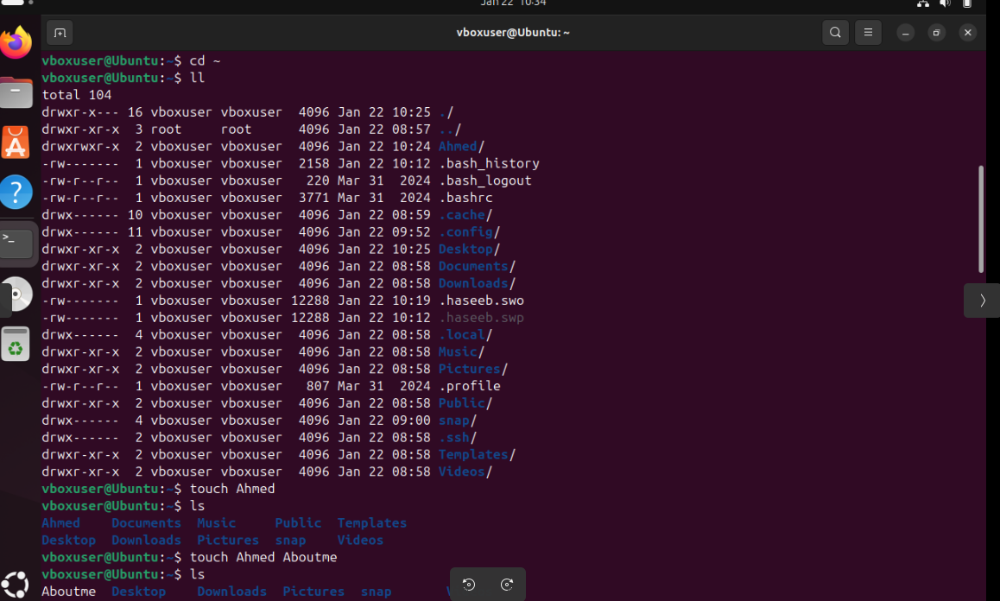 Jan 22 10:34
vboxuser@Ubuntu: ~
vboxuser@Ubuntu:~$ cd ~
vboxuser@Ubuntu:~$ ll
total 104
drwxr-x--- 16 vboxuser vboxuser  4096 Jan 22 10:25 ./
drwxr-xr-x  3 root     root      4096 Jan 22 08:57 ../
drwxrwxr-x  2 vboxuser vboxuser  4096 Jan 22 10:24 Ahmed/
-rw-------  1 vboxuser vboxuser  2158 Jan 22 10:12 .bash_history
-rw-r--r--  1 vboxuser vboxuser   220 Mar 31  2024 .bash_logout
-rw-r--r--  1 vboxuser vboxuser  3771 Mar 31  2024 .bashrc
drwx------ 10 vboxuser vboxuser  4096 Jan 22 08:59 .cache/
drwx------ 11 vboxuser vboxuser  4096 Jan 22 09:52 .config/
drwxr-xr-x  2 vboxuser vboxuser  4096 Jan 22 10:25 Desktop/
drwxr-xr-x  2 vboxuser vboxuser  4096 Jan 22 08:58 Documents/
drwxr-xr-x  2 vboxuser vboxuser  4096 Jan 22 08:58 Downloads/
-rw-------  1 vboxuser vboxuser 12288 Jan 22 10:19 .haseeb.swo
-rw-------  1 vboxuser vboxuser 12288 Jan 22 10:12 .haseeb.swp
drwx------  4 vboxuser vboxuser  4096 Jan 22 08:58 .local/
drwxr-xr-x  2 vboxuser vboxuser  4096 Jan 22 08:58 Music/
drwxr-xr-x  2 vboxuser vboxuser  4096 Jan 22 08:58 Pictures/
-rw-r--r--  1 vboxuser vboxuser   807 Mar 31  2024 .profile
drwxr-xr-x  2 vboxuser vboxuser  4096 Jan 22 08:58 Public/
drwx------  4 vboxuser vboxuser  4096 Jan 22 09:00 snap/
drwx------  2 vboxuser vboxuser  4096 Jan 22 08:58 .ssh/
drwxr-xr-x  2 vboxuser vboxuser  4096 Jan 22 08:58 Templates/
drwxr-xr-x  2 vboxuser vboxuser  4096 Jan 22 08:58 Videos/
vboxuser@Ubuntu:~$ touch Ahmed
vboxuser@Ubuntu:~$ ls
Ahmed    Documents  Music     Public  Templates
Desktop  Downloads  Pictures  snap    Videos
vboxuser@Ubuntu:~$ touch Ahmed Aboutme
vboxuser@Ubuntu:~$ ls
Aboutme  Desktop    Downloads  Pictures  snap